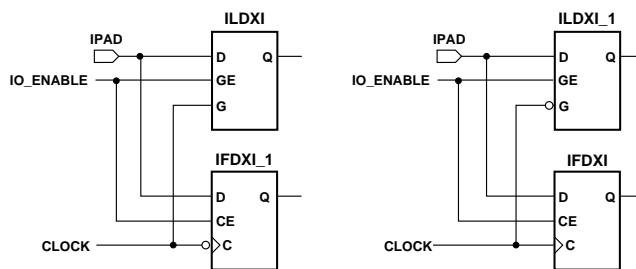 ILDXI
IPAD
D
Q
IO_ENABLE
GE
G
IFDXI_1
D
Q
CE
CLOCK
C
ILDXI_1
IPAD
D
Q
IO_ENABLE
GE
G
IFDXI
D
Q
CE
CLOCK
C